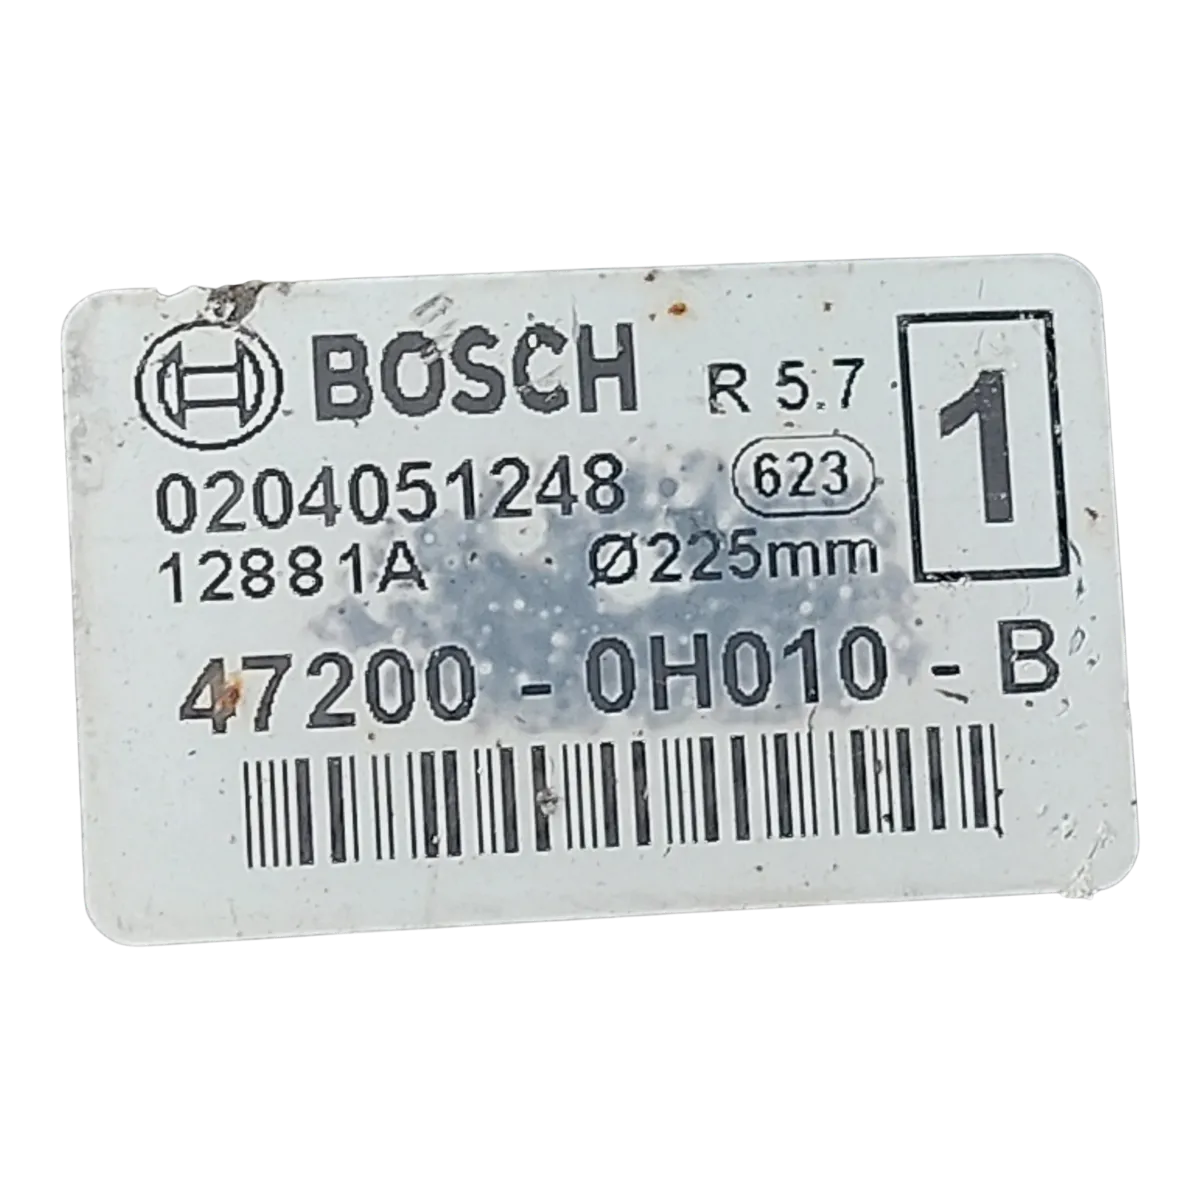 BOSCH R 5.7 1
0204051248 623
12881A Ø225mm
47200 - 0H010 - B